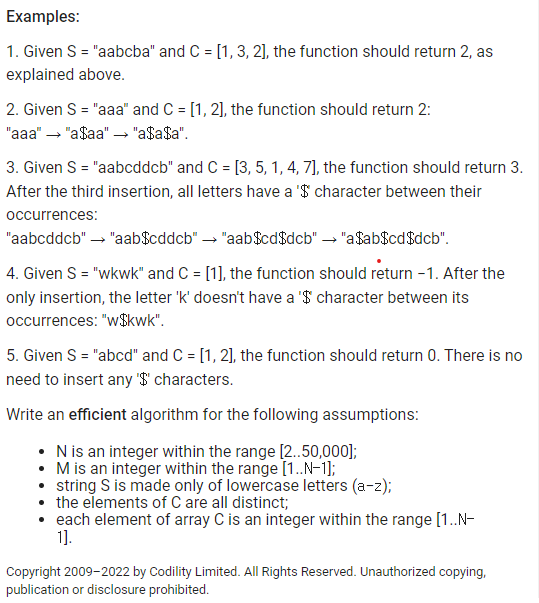 Examples:
1. Given S = "aabcba" and C = [1, 3, 2], the function should return 2, as
explained above.
2. Given S = "aaa" and C = [1, 2], the function should return 2:
"aaa" → "a$aa" → "a$a$a".
3. Given S = "aabcddcb" and C = [3, 5, 1, 4, 7], the function should return 3.
After the third insertion, all letters have a '$' character between their
occurrences:
"aabcddcb" → "aab$cddcb" → "aab$cd$dcb" → "a$ab$cd$dcb".
4. Given S = "wkwk" and C = [1], the function should return −1. After the
only insertion, the letter 'k' doesn't have a '$' character between its
occurrences: "w$kwk".
5. Given S = "abcd" and C = [1, 2], the function should return 0. There is no
need to insert any '$' characters.
Write an efficient algorithm for the following assumptions:
• N is an integer within the range [2..50,000];
• M is an integer within the range [1..N−1];
• string S is made only of lowercase letters (a−z);
• the elements of C are all distinct;
• each element of array C is an integer within the range [1..N−
1].
Copyright 2009–2022 by Codility Limited. All Rights Reserved. Unauthorized copying,
publication or disclosure prohibited.